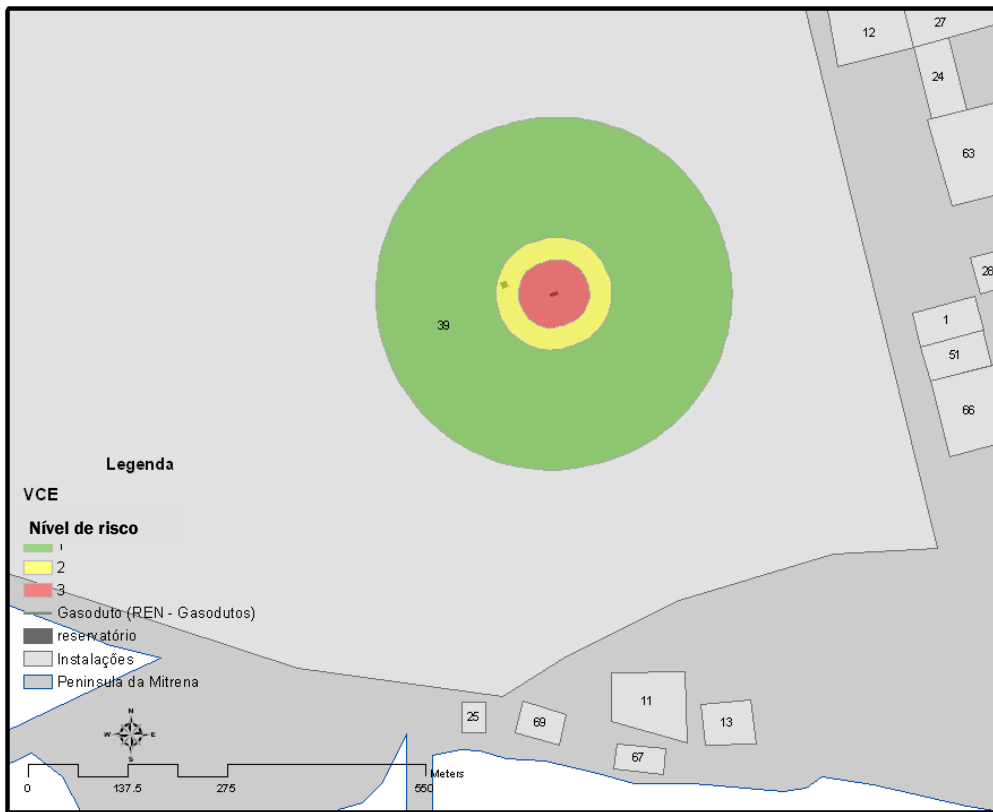 12
27
24
63
28
1
51
66
39
Legenda
VCE
Nível de risco
1
2
3
Gasoduto (REN - Gasodutos)
reservatório
Instalações
Peninsula da Mitrena
25
69
11
13
67
N
W E
S
Meters
0 137.5 275 550